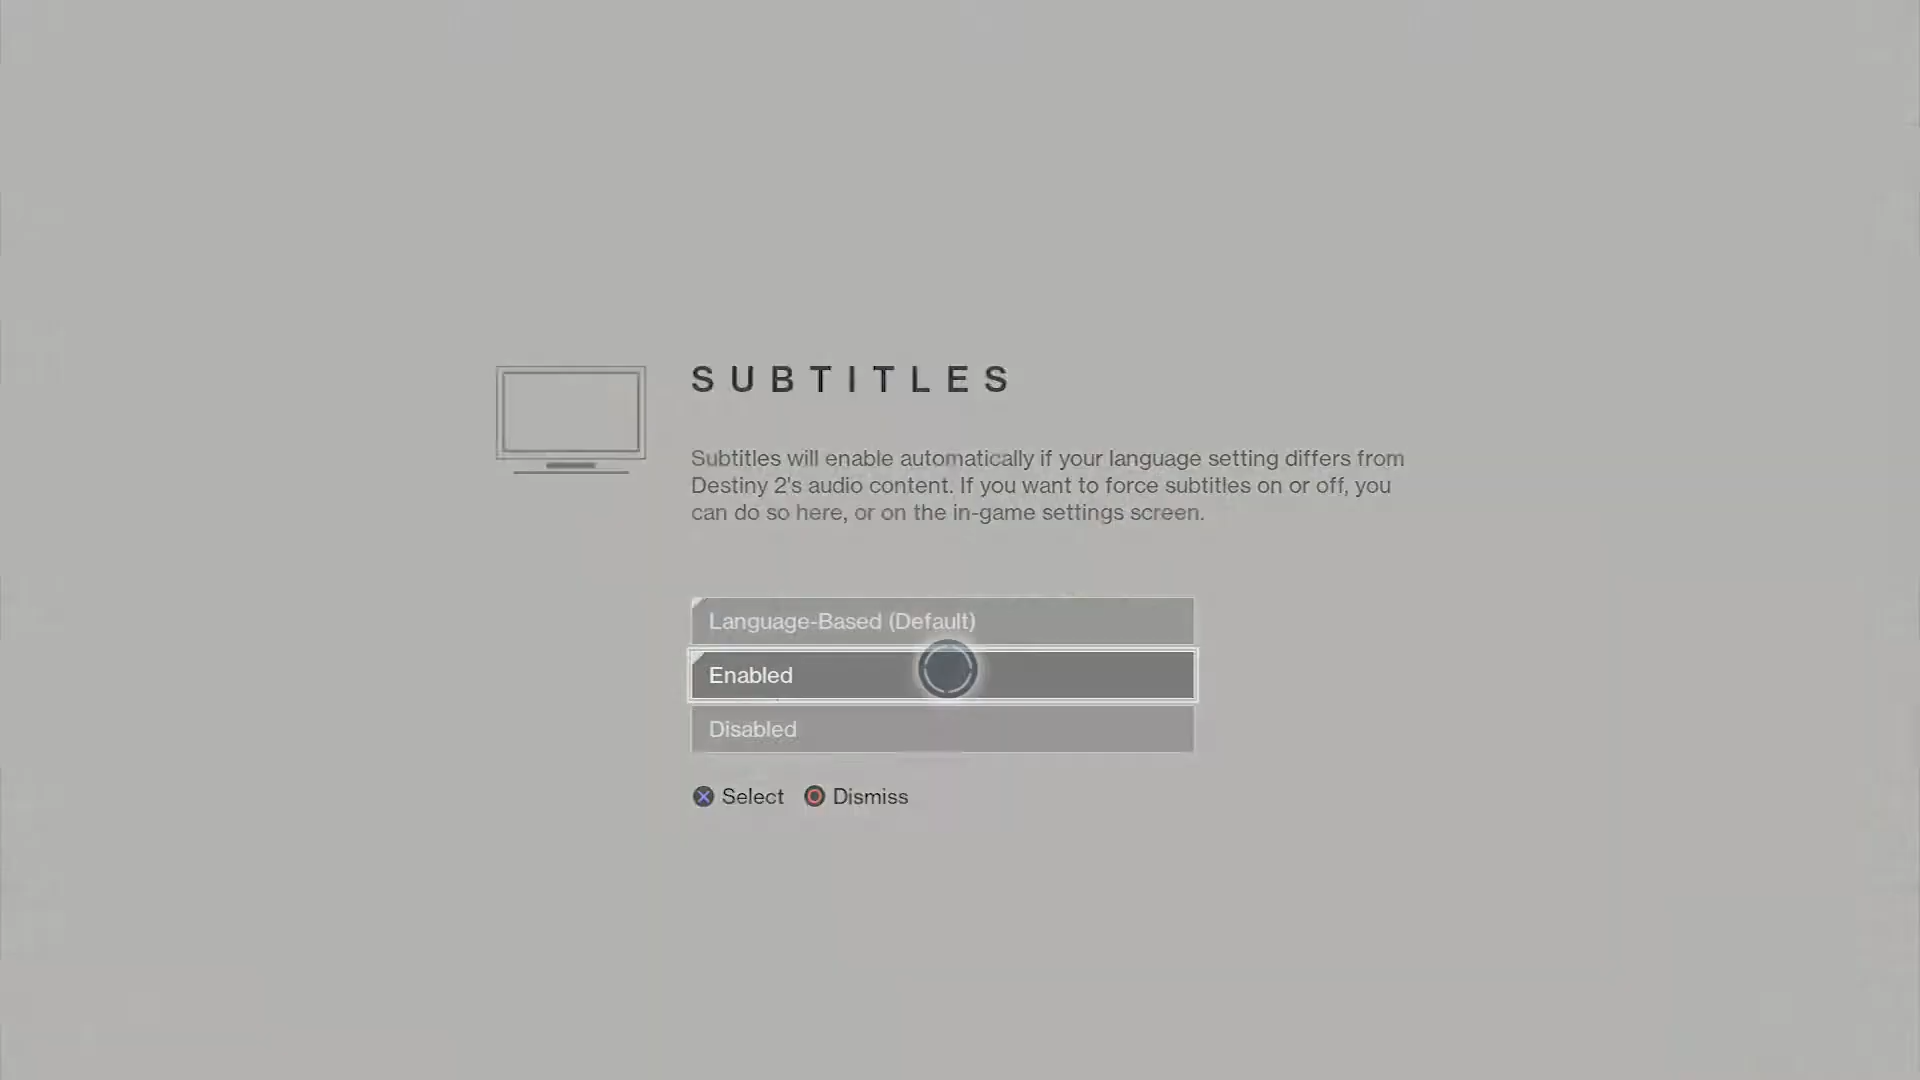 SUBTITLES
Subtitles will enable automatically if your language setting differs from
Destiny 2's audio content. If you want to force subtitles on or off, you
can do so here, or on the in-game settings screen.
Language-Based (Default)
Enabled
Disabled
Select Dismiss